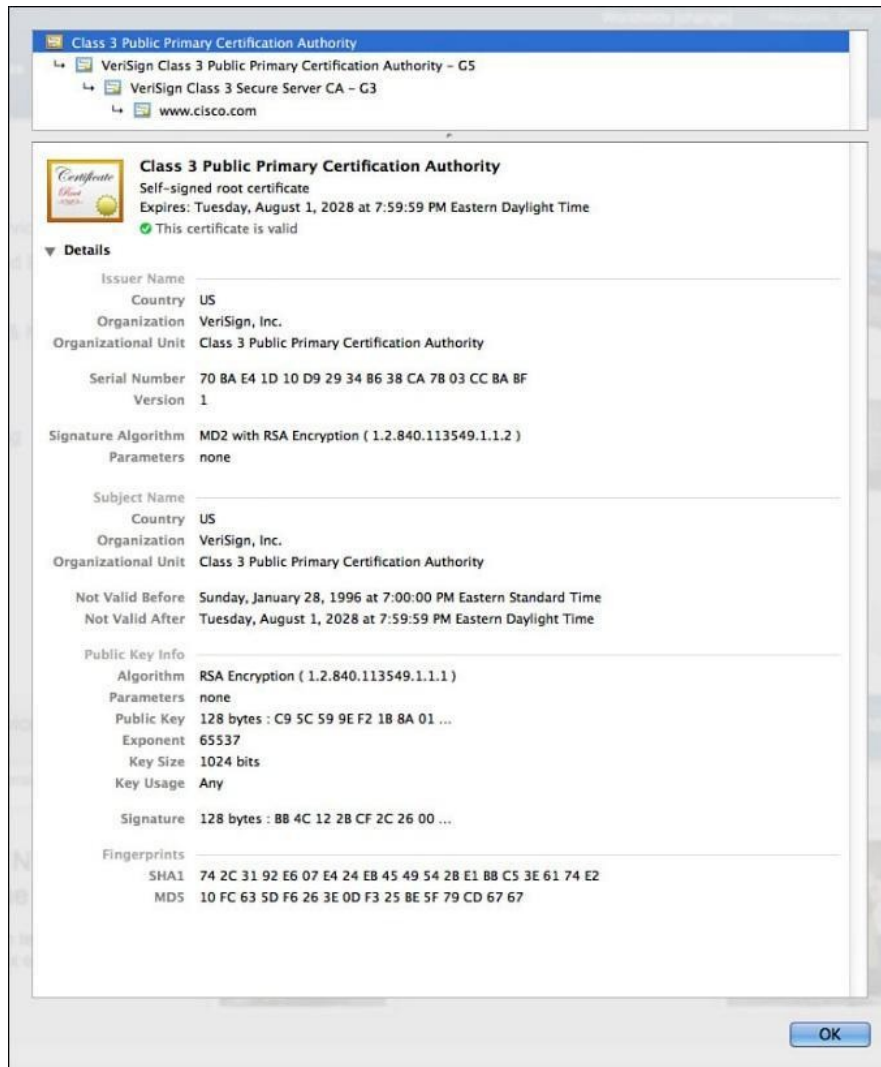 Class 3 Public Primary Certification Authority
VeriSign Class 3 Public Primary Certification Authority - G5
VeriSign Class 3 Secure Server CA - G3
www.cisco.com
Certificate
Root
Class 3 Public Primary Certification Authority
Self-signed root certificate
Expires: Tuesday, August 1, 2028 at 7:59:59 PM Eastern Daylight Time
This certificate is valid
Details
Issuer Name
Country US
Organization VeriSign, Inc.
Organizational Unit Class 3 Public Primary Certification Authority
Serial Number 70 BA E4 1D 10 D9 29 34 B6 38 CA 7B 03 CC BA BF
Version 1
Signature Algorithm MD2 with RSA Encryption ( 1.2.840.113549.1.1.2 )
Parameters none
Subject Name
Country US
Organization VeriSign, Inc.
Organizational Unit Class 3 Public Primary Certification Authority
Not Valid Before Sunday, January 28, 1996 at 7:00:00 PM Eastern Standard Time
Not Valid After Tuesday, August 1, 2028 at 7:59:59 PM Eastern Daylight Time
Public Key Info
Algorithm RSA Encryption ( 1.2.840.113549.1.1.1 )
Parameters none
Public Key 128 bytes : C9 5C 59 9E F2 1B 8A 01 ...
Exponent 65537
Key Size 1024 bits
Key Usage Any
Signature 128 bytes : BB 4C 12 2B CF 2C 26 00 ...
Fingerprints
SHA1 74 2C 31 92 E6 07 E4 24 EB 45 49 54 2B E1 BB C5 3E 61 74 E2
MD5 10 FC 63 5D F6 26 3E 0D F3 25 BE 5F 79 CD 67 67
OK